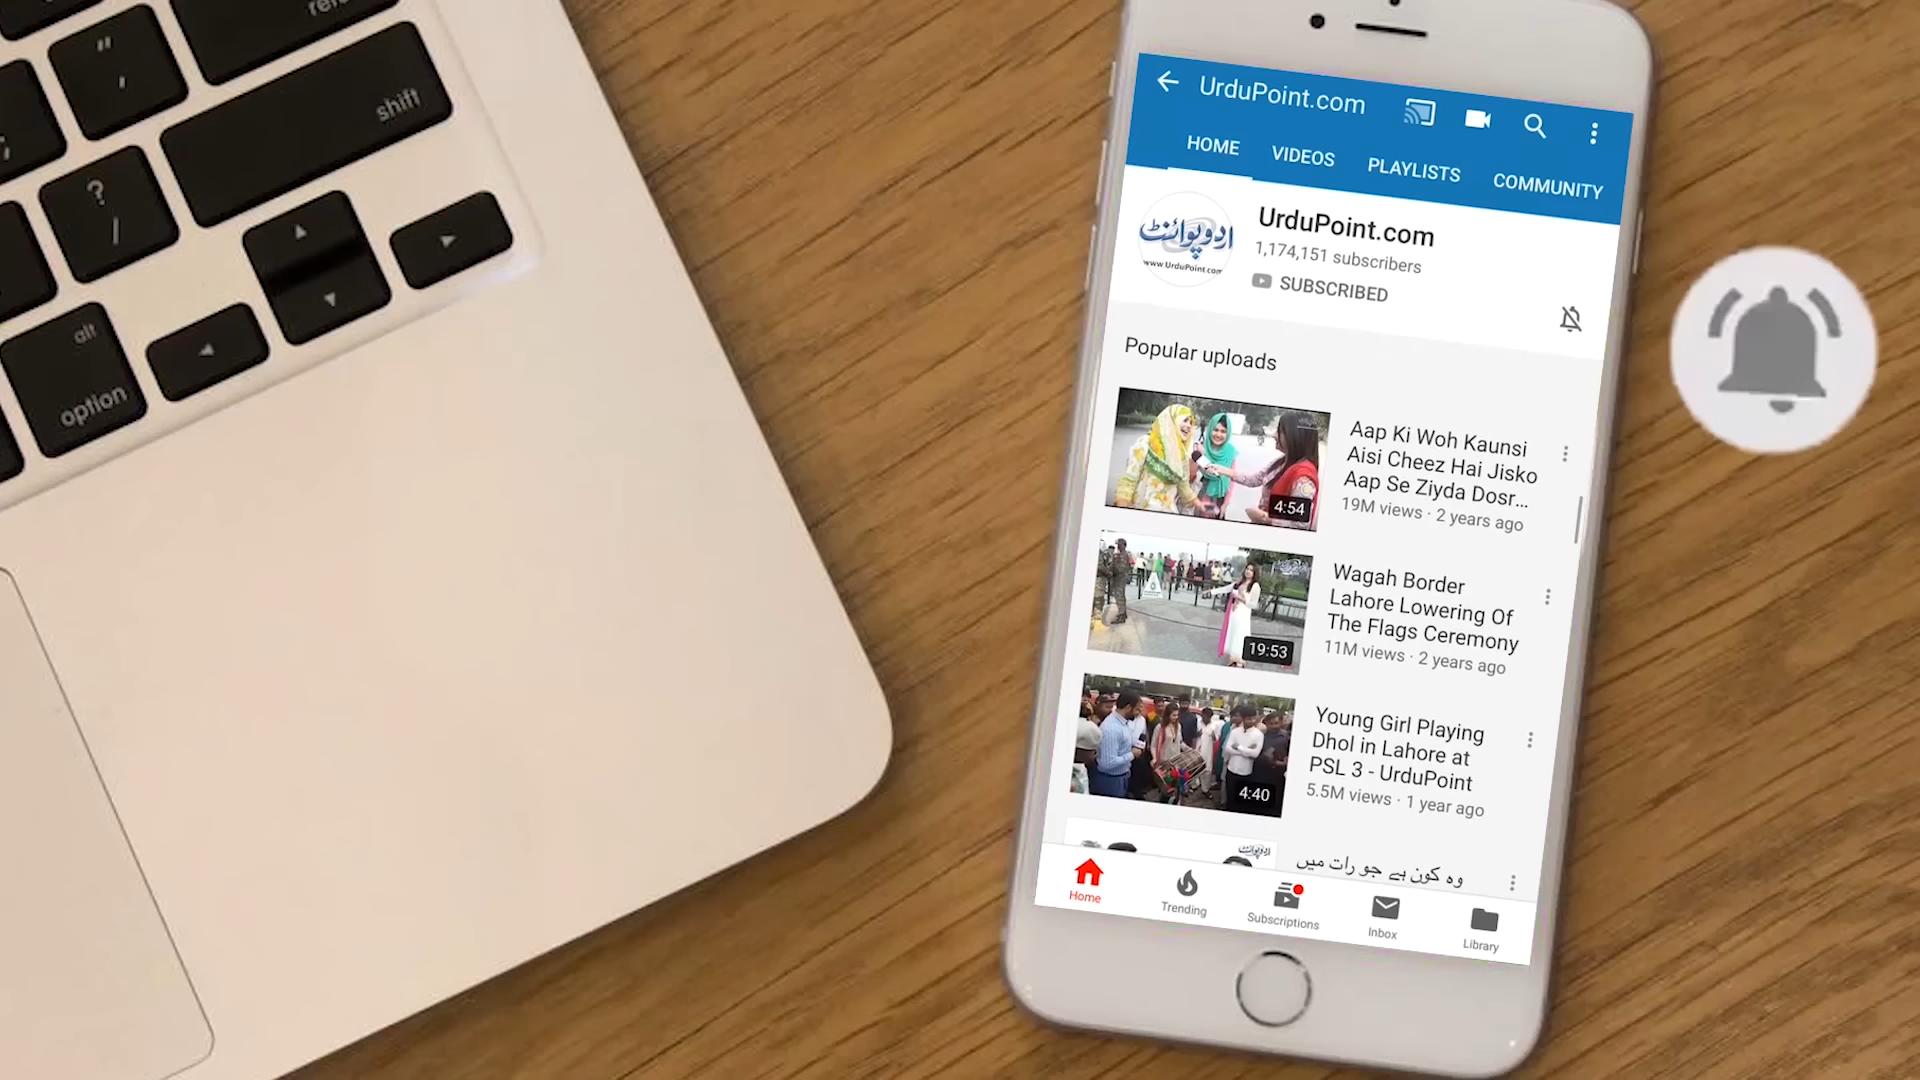 "
,
shift
?
/
alt
option
UrduPoint.com
HOME
VIDEOS
PLAYLISTS
COMMUNITY
اردوپوائنٹ
www.UrduPoint.com
UrduPoint.com
1,174,151 subscribers
SUBSCRIBED
Popular uploads
4:54
Aap Ki Woh Kaunsi
Aisi Cheez Hai Jisko
Aap Se Ziyda Dosr...
19M views · 2 years ago
19:53
Wagah Border
Lahore Lowering Of
The Flags Ceremony
11M views · 2 years ago
4:40
Young Girl Playing
Dhol in Lahore at
PSL 3 - UrduPoint
5.5M views · 1 year ago
اردوپوائنٹ
وہ کون ہے جو رات میں
Home
Trending
Subscriptions
Inbox
Library